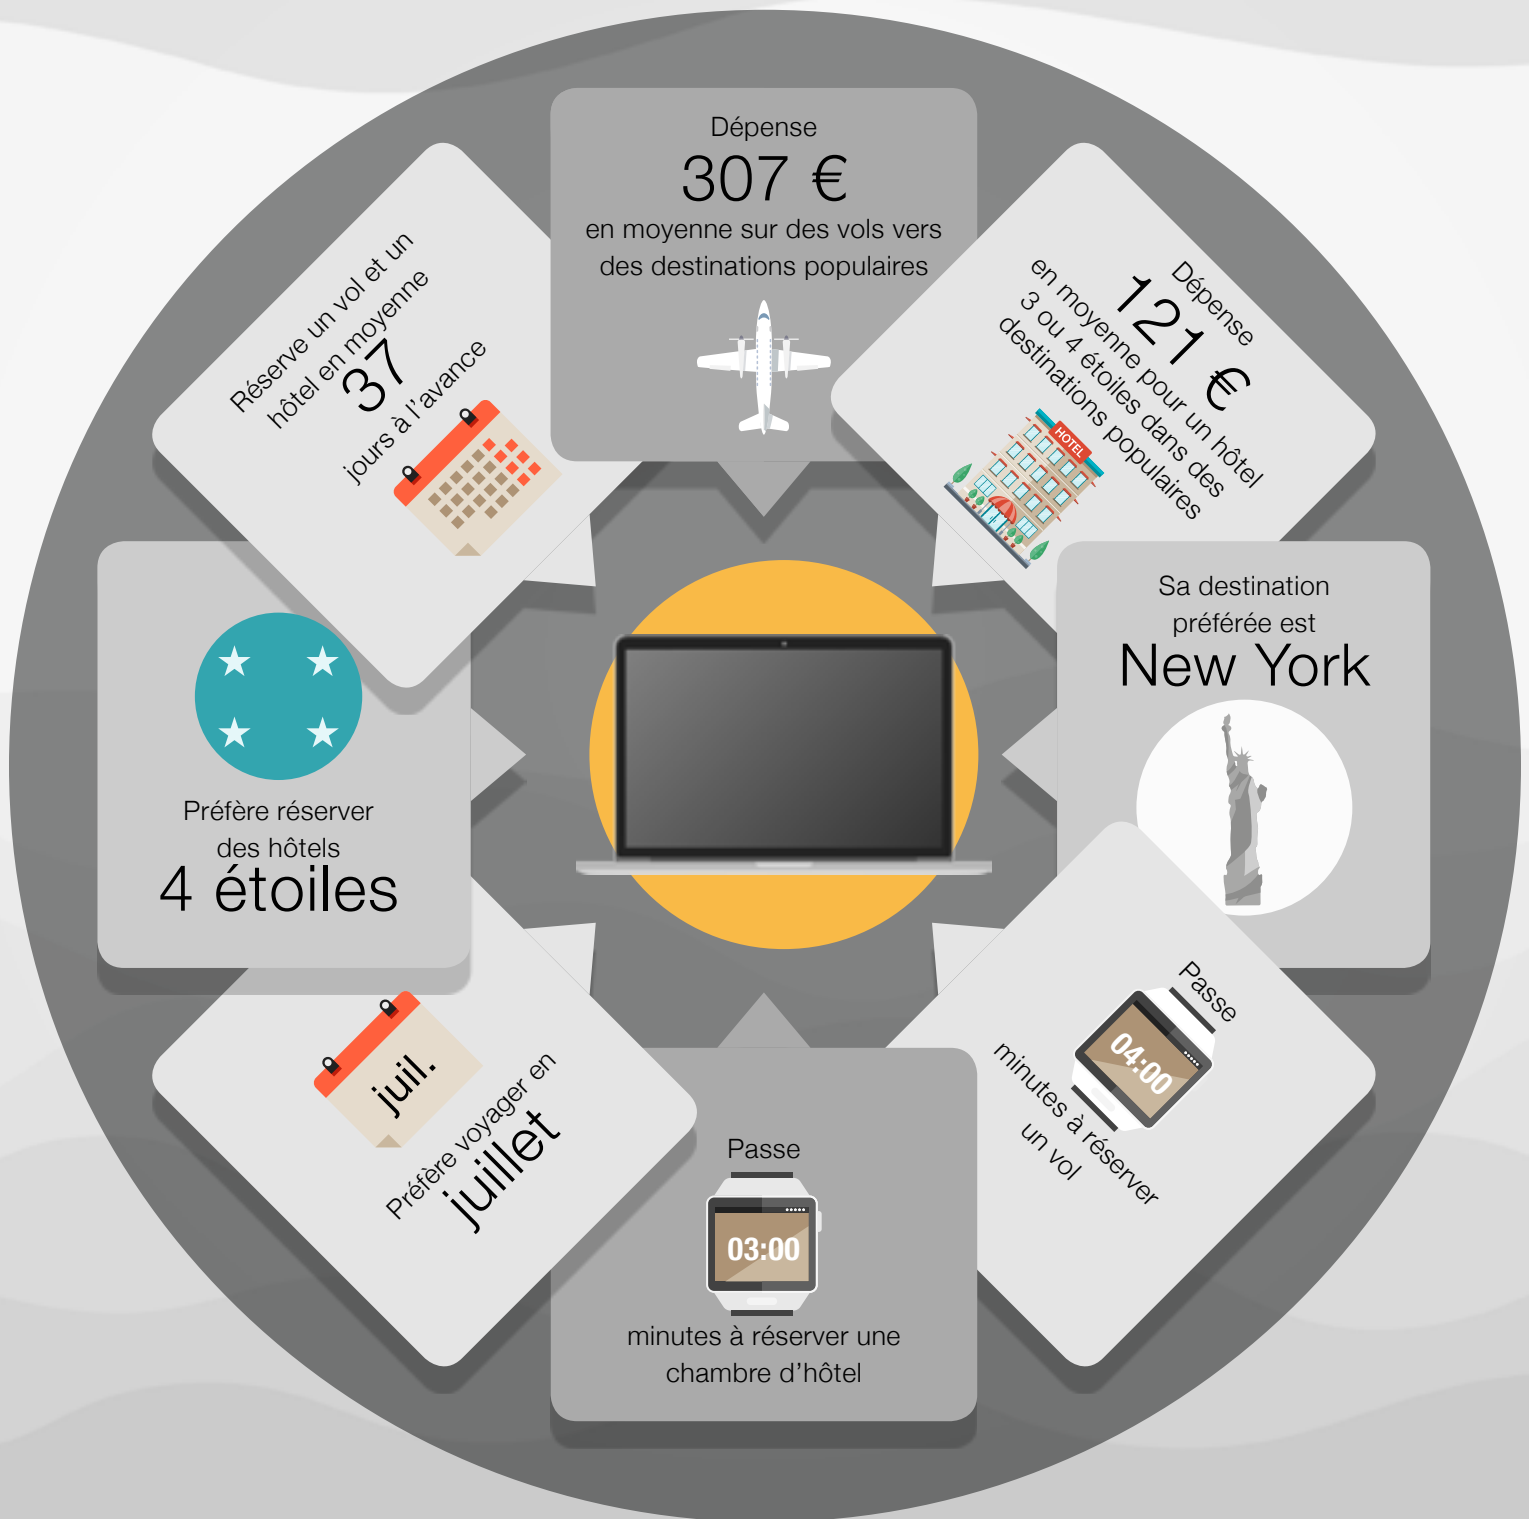 Dépense
307 €
en moyenne sur des vols vers
des destinations populaires
Dépense
121 €
en moyenne pour un hôtel
3 ou 4 étoiles dans des
destinations populaires
HOTEL
Sa destination
préférée est
New York
Passe
04:00
minutes à réserver
un vol
Passe
03:00
minutes à réserver une
chambre d’hôtel
juil.
Préfère voyager en
juillet
Préfère réserver
des hôtels
4 étoiles
Réserve un vol et un
hôtel en moyenne
37
jours à l’avance